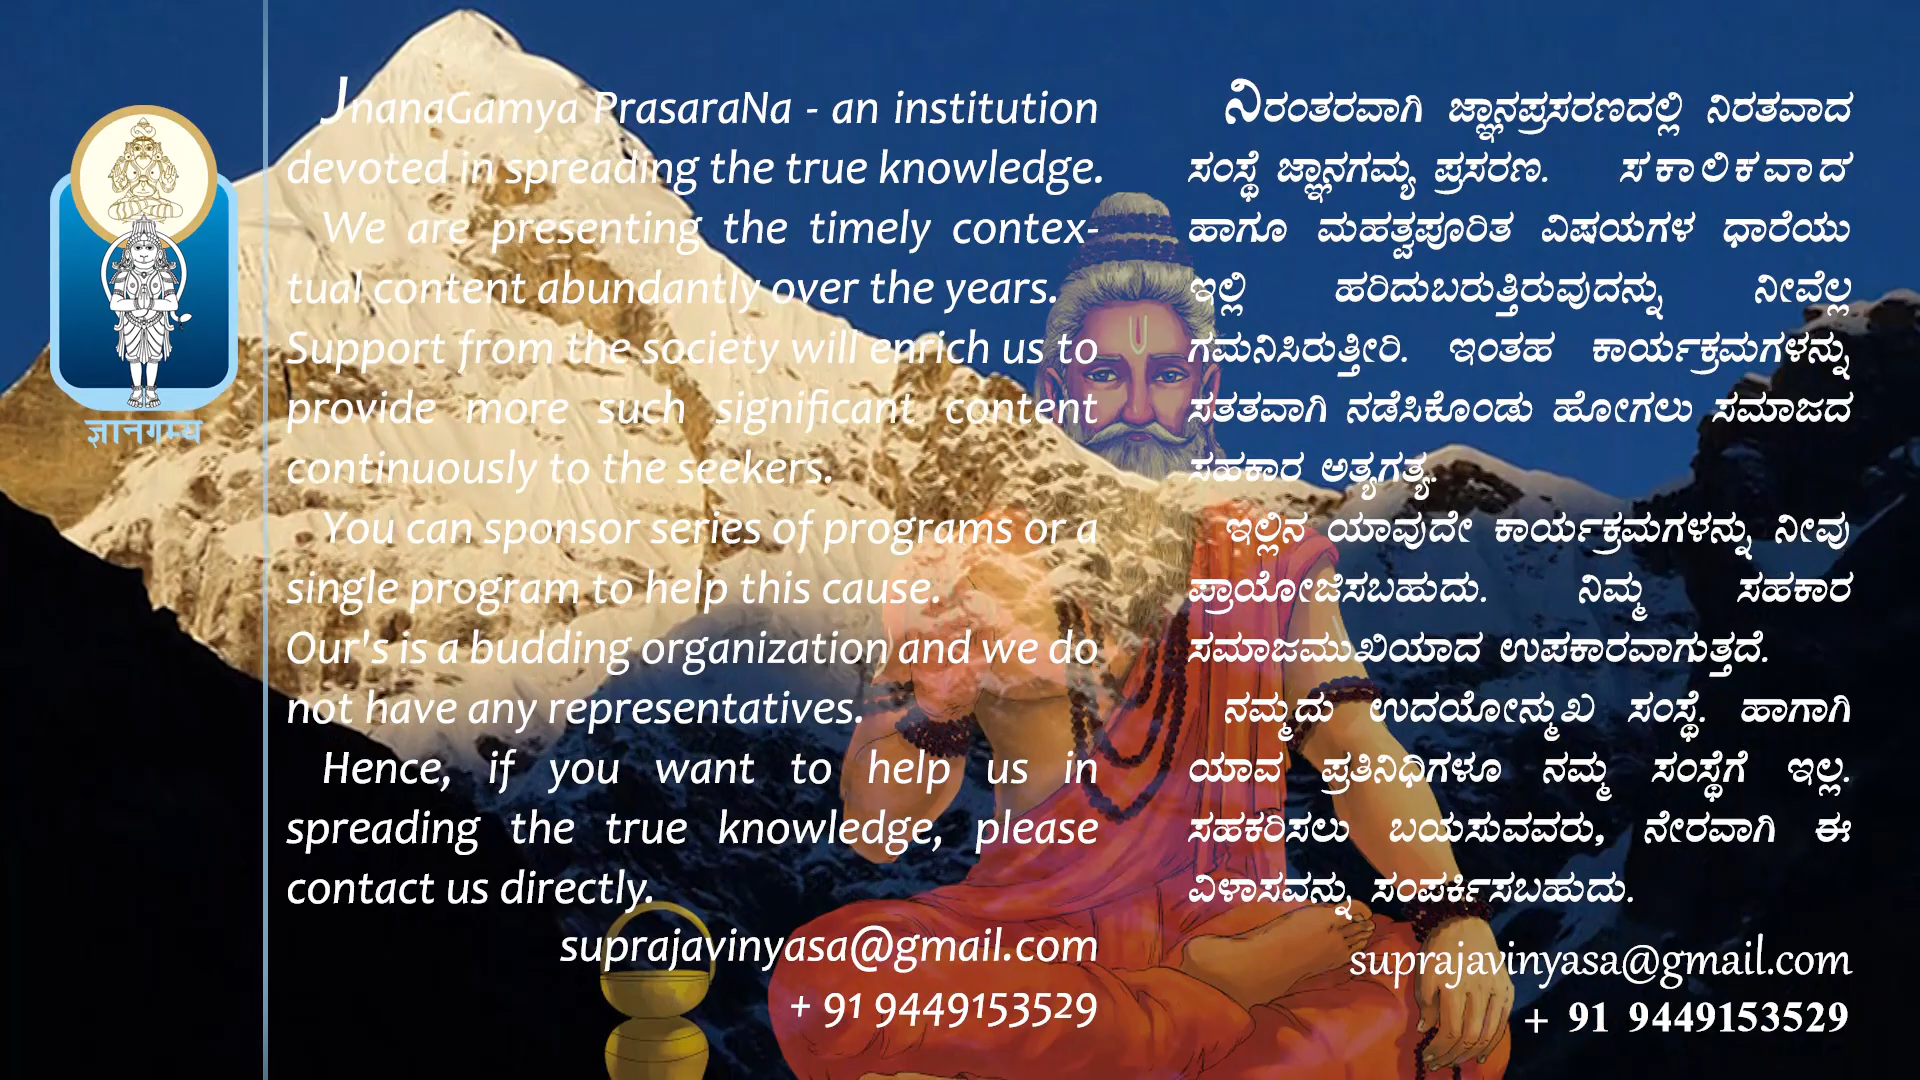 ज्ञानगम्य
JnanaGamya PrasaraNa - an institution
devoted in spreading the true knowledge.
We are presenting the timely contex-
tual content abundantly over the years.
Support from the society will enrich us to
provide more such significant content
continuously to the seekers.
You can sponsor series of programs or a
single program to help this cause.
Our's is a budding organization and we do
not have any representatives.
Hence, if you want to help us in
spreading the true knowledge, please
contact us directly.
suprajavinyasa@gmail.com
+ 91 9449153529
ನಿರಂತರವಾಗಿ ಜ್ಞಾನಪ್ರಸರಣದಲ್ಲಿ ನಿರತವಾದ
ಸಂಸ್ಥೆ ಜ್ಞಾನಗಮ್ಯ ಪ್ರಸರಣ. ಸಕಾಲಿಕವಾದ
ಹಾಗೂ ಮಹತ್ವಪೂರಿತ ವಿಷಯಗಳ ಧಾರೆಯು
ಇಲ್ಲಿ ಹರಿದುಬರುತ್ತಿರುವುದನ್ನು ನೀವೆಲ್ಲ
ಗಮನಿಸಿರುತ್ತೀರಿ. ಇಂತಹ ಕಾರ್ಯಕ್ರಮಗಳನ್ನು
ಸತತವಾಗಿ ನಡೆಸಿಕೊಂಡು ಹೋಗಲು ಸಮಾಜದ
ಸಹಕಾರ ಅತ್ಯಗತ್ಯ.
ಇಲ್ಲಿನ ಯಾವುದೇ ಕಾರ್ಯಕ್ರಮಗಳನ್ನು ನೀವು
ಪ್ರಾಯೋಜಿಸಬಹುದು. ನಿಮ್ಮ ಸಹಕಾರ
ಸಮಾಜಮುಖಿಯಾದ ಉಪಕಾರವಾಗುತ್ತದೆ.
ನಮ್ಮದು ಉದಯೋನ್ಮುಖ ಸಂಸ್ಥೆ. ಹಾಗಾಗಿ
ಯಾವ ಪ್ರತಿನಿಧಿಗಳೂ ನಮ್ಮ ಸಂಸ್ಥೆಗೆ ಇಲ್ಲ.
ಸಹಕರಿಸಲು ಬಯಸುವವರು, ನೇರವಾಗಿ ಈ
ವಿಳಾಸವನ್ನು ಸಂಪರ್ಕಿಸಬಹುದು.
suprajavinyasa@gmail.com
+ 91 9449153529